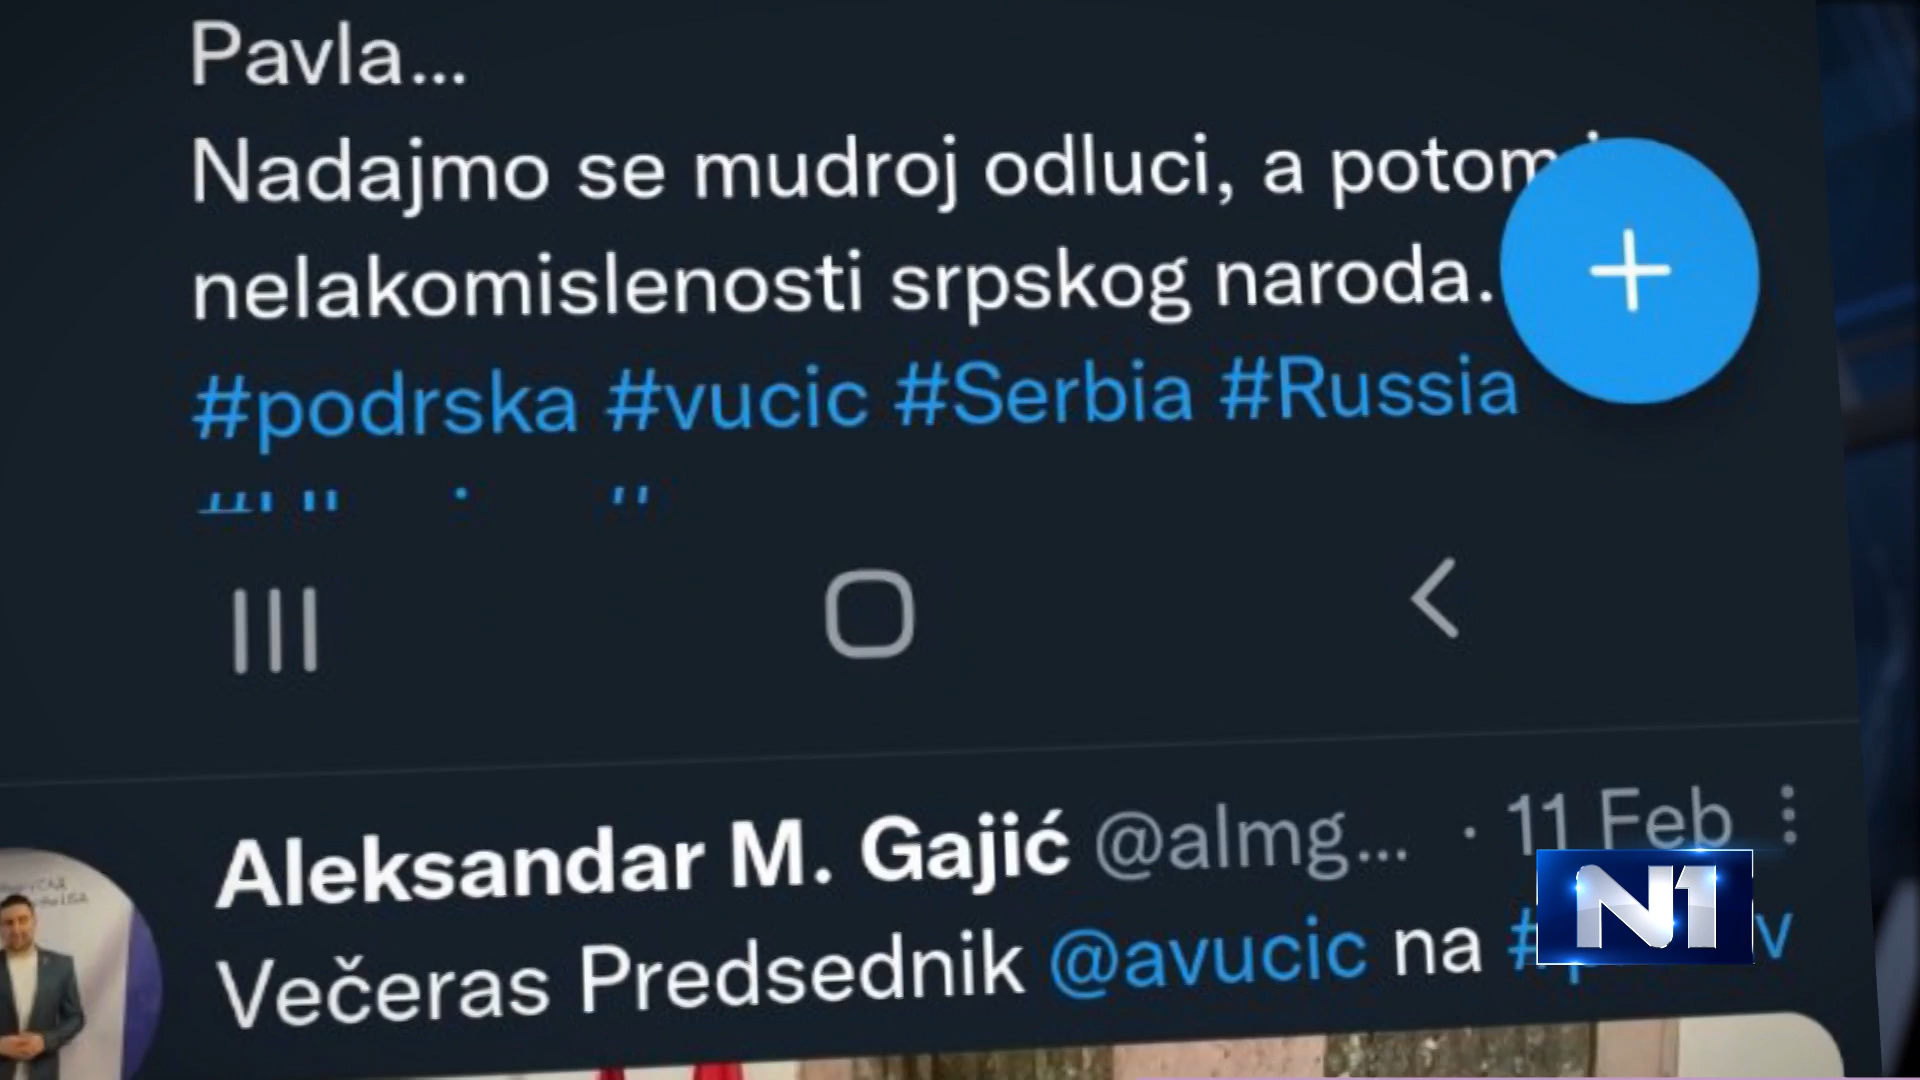 Pavla...
Nadajmo se mudroj odluci, a potom
nelakomislenosti srpskog naroda.
#podrska #vucic #Serbia #Russia
Aleksandar M. Gajić @almg... · 11 Feb
Večeras Predsednik @avucic na
N1